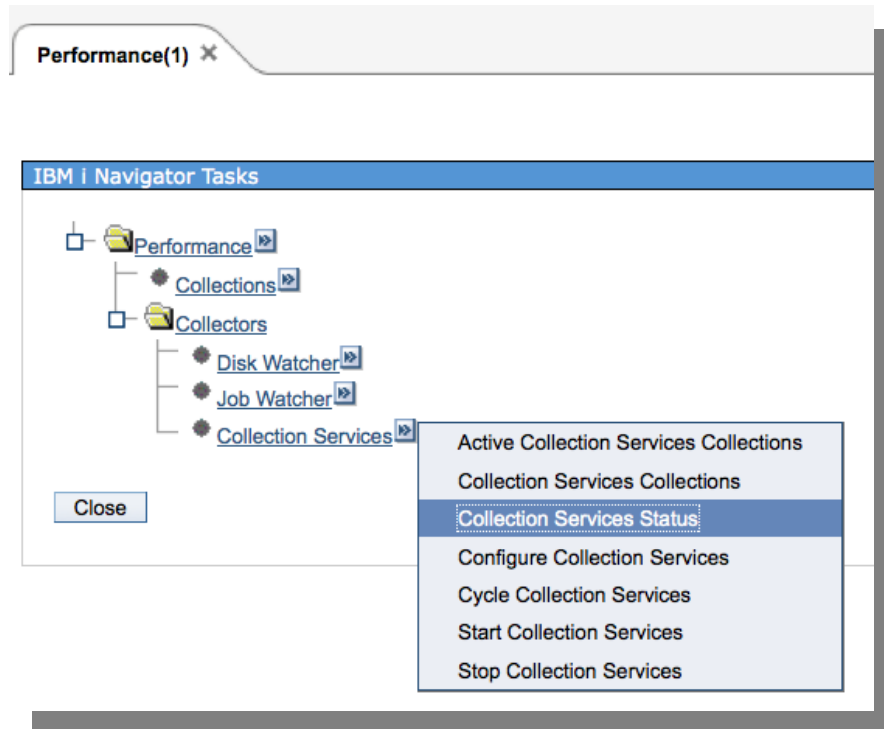 Performance(1)
IBM i Navigator Tasks
Performance
Collections
Collectors
Disk Watcher
Job Watcher
Collection Services
Active Collection Services Collections
Collection Services Collections
Collection Services Status
Configure Collection Services
Cycle Collection Services
Start Collection Services
Stop Collection Services
Close